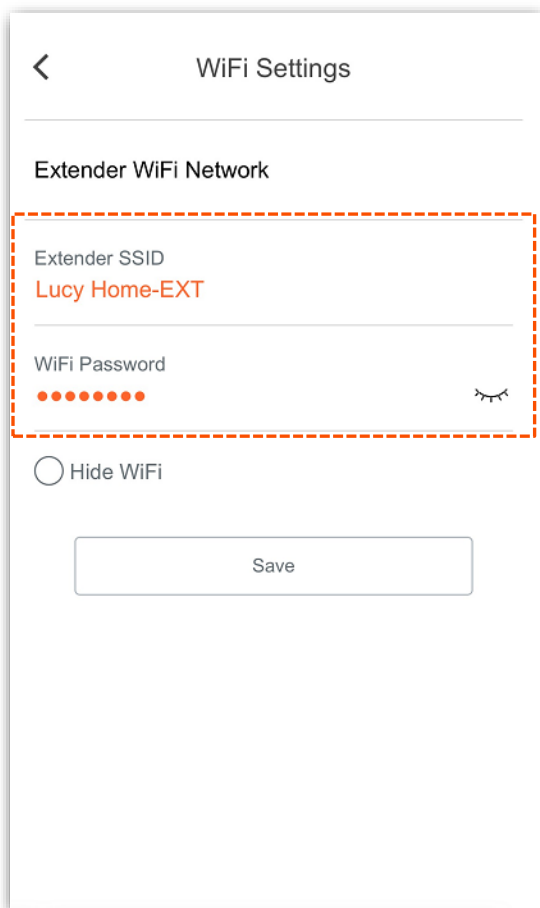 WiFi Settings
Extender WiFi Network
Extender SSID
Lucy Home-EXT
WiFi Password
●●●●●●●●
Hide WiFi
Save